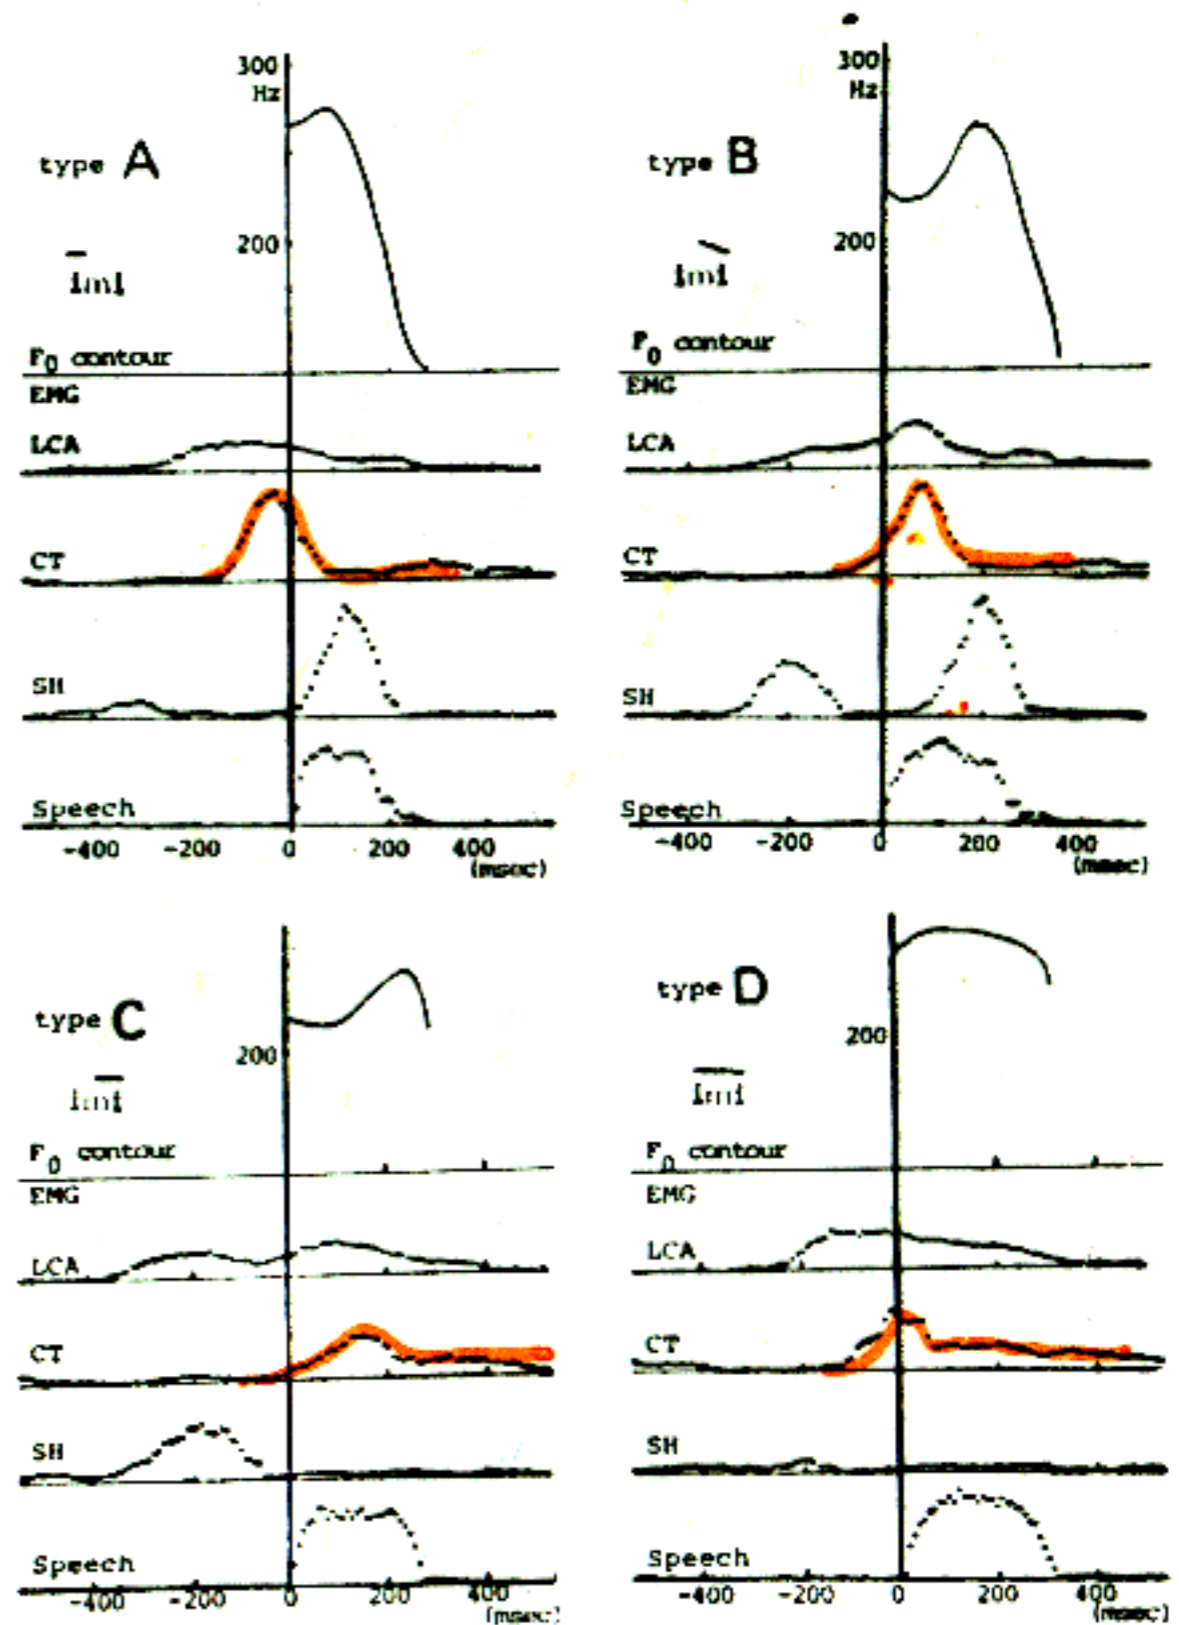 300
Hz
type A
200
imi
F0 contour
EMG
LCA
CT
SH
Speech
-400 -200 0 200 400
(msec)
300
Hz
type B
200
imi
F0 contour
EMG
LCA
CT
SH
Speech
-400 -200 0 200 400
(msec)
type C
200
imi
F0 contour
EMG
LCA
CT
SH
Speech
-400 -200 0 200 400
(msec)
type D
200
imi
F0 contour
EMG
LCA
CT
SH
Speech
-400 -200 0 200 400
(msec)